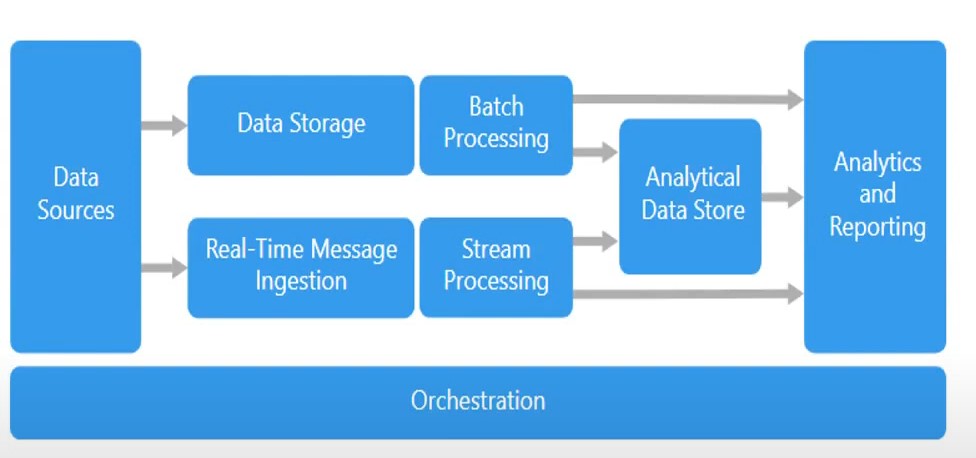 Data
Sources
Data Storage
Batch
Processing
Real-Time Message
Ingestion
Stream
Processing
Analytical
Data Store
Analytics
and
Reporting
Orchestration